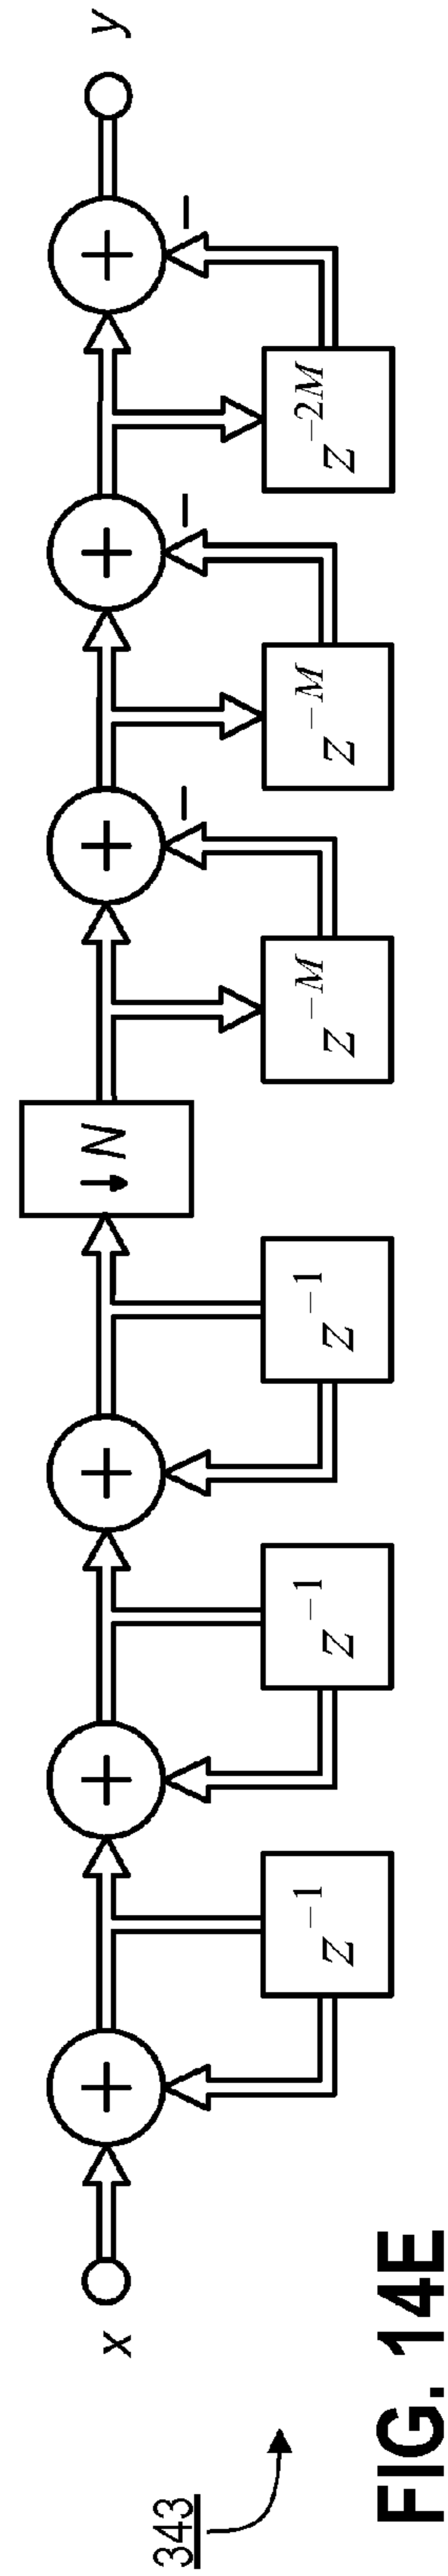 x
+
z^{-1}
+
z^{-1}
+
z^{-1}
↓ N
+
−
z^{-M}
+
−
z^{-M}
+
−
z^{-2M}
y
343
FIG. 14E